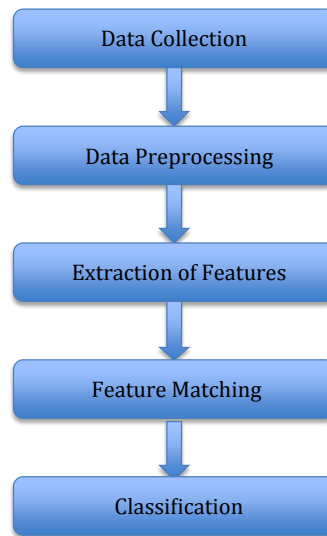 Data Collection
Data Preprocessing
Extraction of Features
Feature Matching
Classification